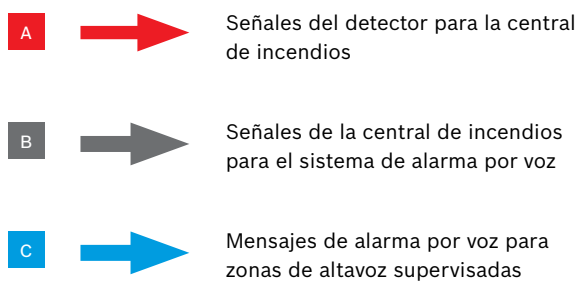 A
Señales del detector para la central
de incendios
B
Señales de la central de incendios
para el sistema de alarma por voz
C
Mensajes de alarma por voz para
zonas de altavoz supervisadas